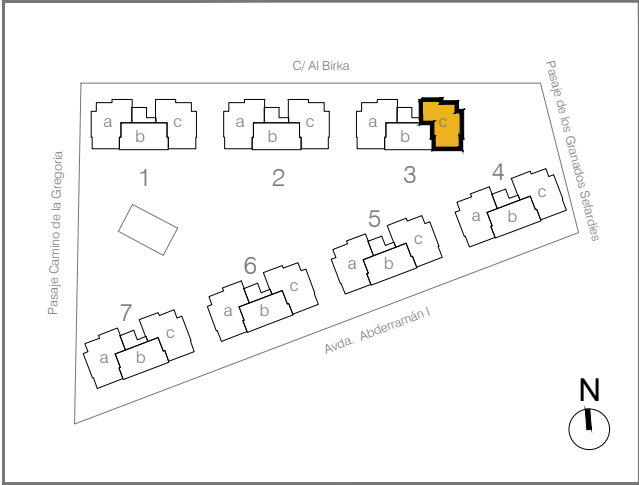 C/ Al Birka
Pasaje de los Granados Sefardíes
Pasaje Camino de la Gregoria
a
b
c
1
a
b
c
2
a
b
c
3
a
b
c
4
a
b
c
5
a
b
c
6
a
b
c
7
Avda. Abderramán I
N